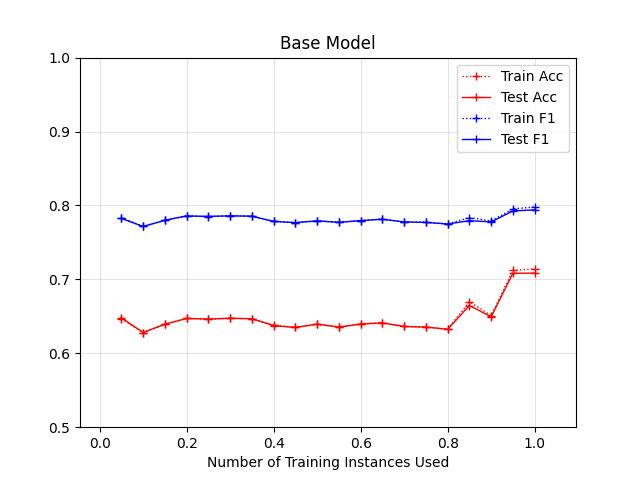 Base Model
1.0
0.9
0.8
0.7
0.6
0.5
Train Acc
Test Acc
Train F1
Test F1
0.0 0.2 0.4 0.6 0.8 1.0
Number of Training Instances Used